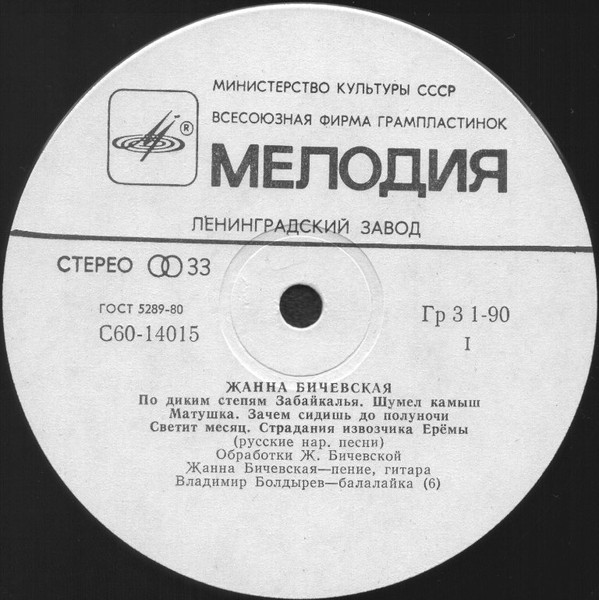 МИНИСТЕРСТВО КУЛЬТУРЫ СССР
ВСЕСОЮЗНАЯ ФИРМА ГРАМПЛАСТИНОК
®
МЕЛОДИЯ
ЛЕНИНГРАДСКИЙ ЗАВОД
СТЕРЕО 33
ГОСТ 5289-80
С60-14015
Гр 3 1-90
I
ЖАННА БИЧЕВСКАЯ
По диким степям Забайкалья. Шумел камыш
Матушка. Зачем сидишь до полуночи
Светит месяц. Страдания извозчика Ерёмы
(русские нар. песни)
Обработки Ж. Бичевской
Жанна Бичевская—пение, гитара
Владимир Болдырев—балалайка (6)